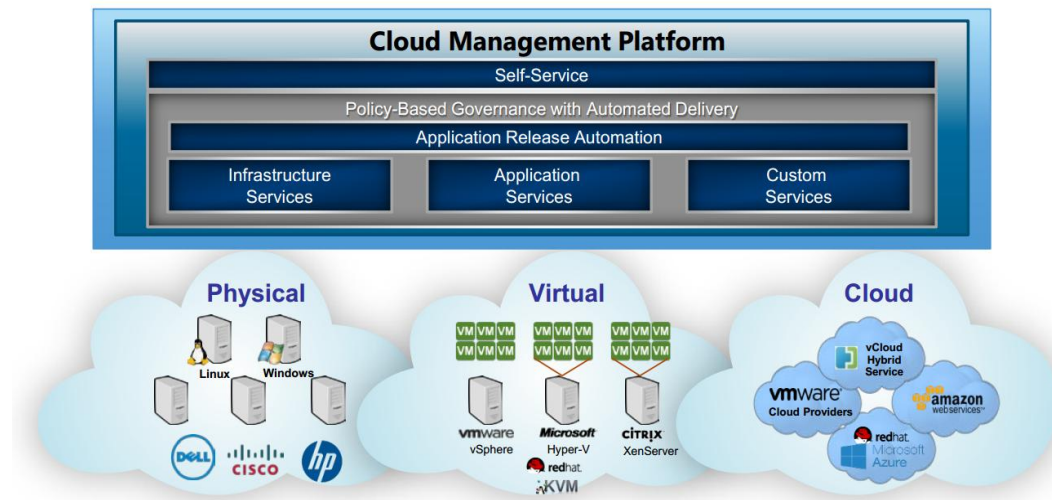 Cloud Management Platform
Self-Service
Policy-Based Governance with Automated Delivery
Application Release Automation
Infrastructure
Services
Application
Services
Custom
Services
Physical
Linux
Windows
DELL
CISCO
hp
Virtual
VM VM VM
VM VM VM
VM VM VM
VM VM VM
VM VM VM
VM VM VM
vmware
vSphere
Microsoft
Hyper-V
CİTRIX
XenServer
redhat
KVM
Cloud
vCloud
Hybrid
Service
vmware
Cloud Providers
amazon
webservices™
redhat.
Microsoft
Azure